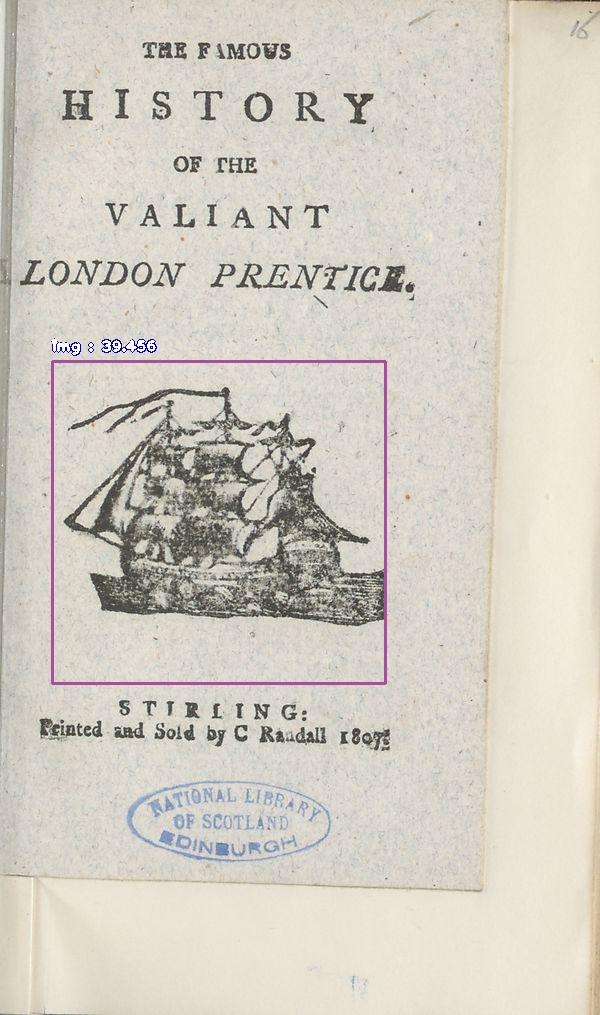 16
THE FAMOUS
HISTORY
OF THE
VALIANT
LONDON PRENTICE.
img : 39.456
STIRLING:
Printed and Sold by C Randall 1807.
NATIONAL LIBRARY
OF SCOTLAND
EDINBURGH